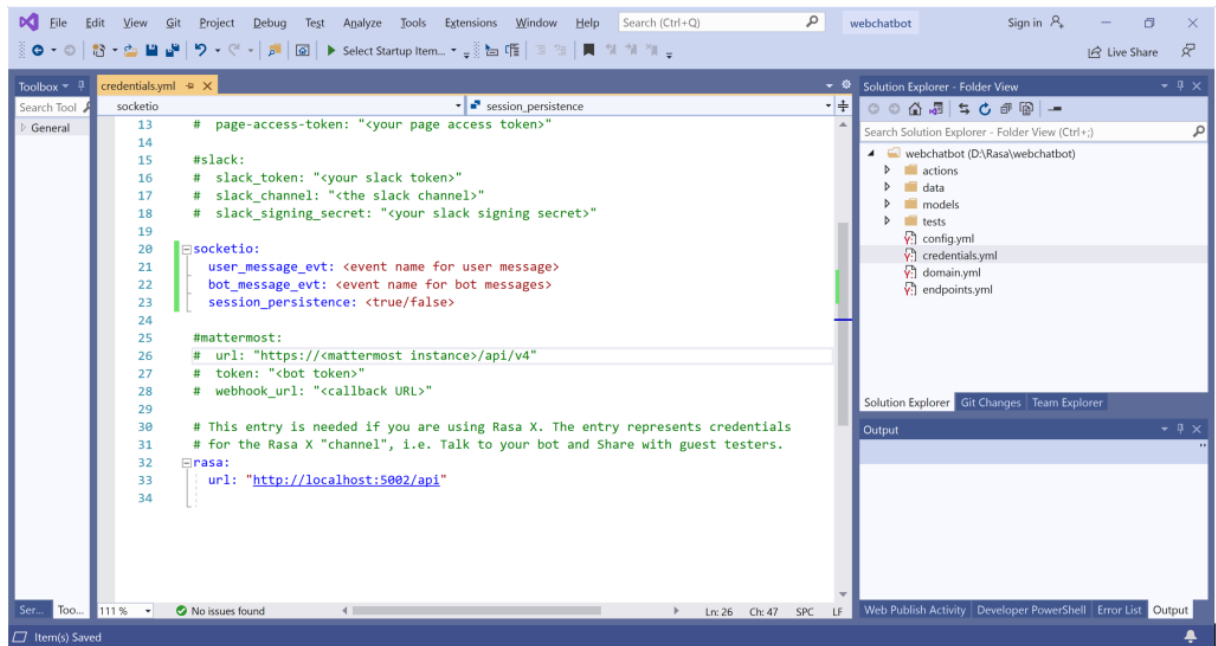 File Edit View Git Project Debug Test Analyze Tools Extensions Window Help Search (Ctrl+Q) webchatbot Sign in
Select Startup Item... Live Share
Toolbox
Search Tool
General
credentials.yml
socketio session_persistence
13 # page-access-token: "<your page access token>"
14
15 #slack:
16 # slack_token: "<your slack token>"
17 # slack_channel: "<the slack channel>"
18 # slack_signing_secret: "<your slack signing secret>"
19
20 socketio:
21 user_message_evt: <event name for user message>
22 bot_message_evt: <event name for bot messages>
23 session_persistence: <true/false>
24
25 #mattermost:
26 # url: "https://<mattermost instance>/api/v4"
27 # token: "<bot token>"
28 # webhook_url: "<callback URL>"
29
30 # This entry is needed if you are using Rasa X. The entry represents credentials
31 # for the Rasa X "channel", i.e. Talk to your bot and Share with guest testers.
32 rasa:
33 url: "http://localhost:5002/api"
34
111 % No issues found Ln: 26 Ch: 47 SPC LF
Ser... Too...
Solution Explorer - Folder View
Search Solution Explorer - Folder View (Ctrl+;)
webchatbot (D:\Rasa\webchatbot)
actions
data
models
tests
config.yml
credentials.yml
domain.yml
endpoints.yml
Solution Explorer Git Changes Team Explorer
Output
Web Publish Activity Developer PowerShell Error List Output
Item(s) Saved